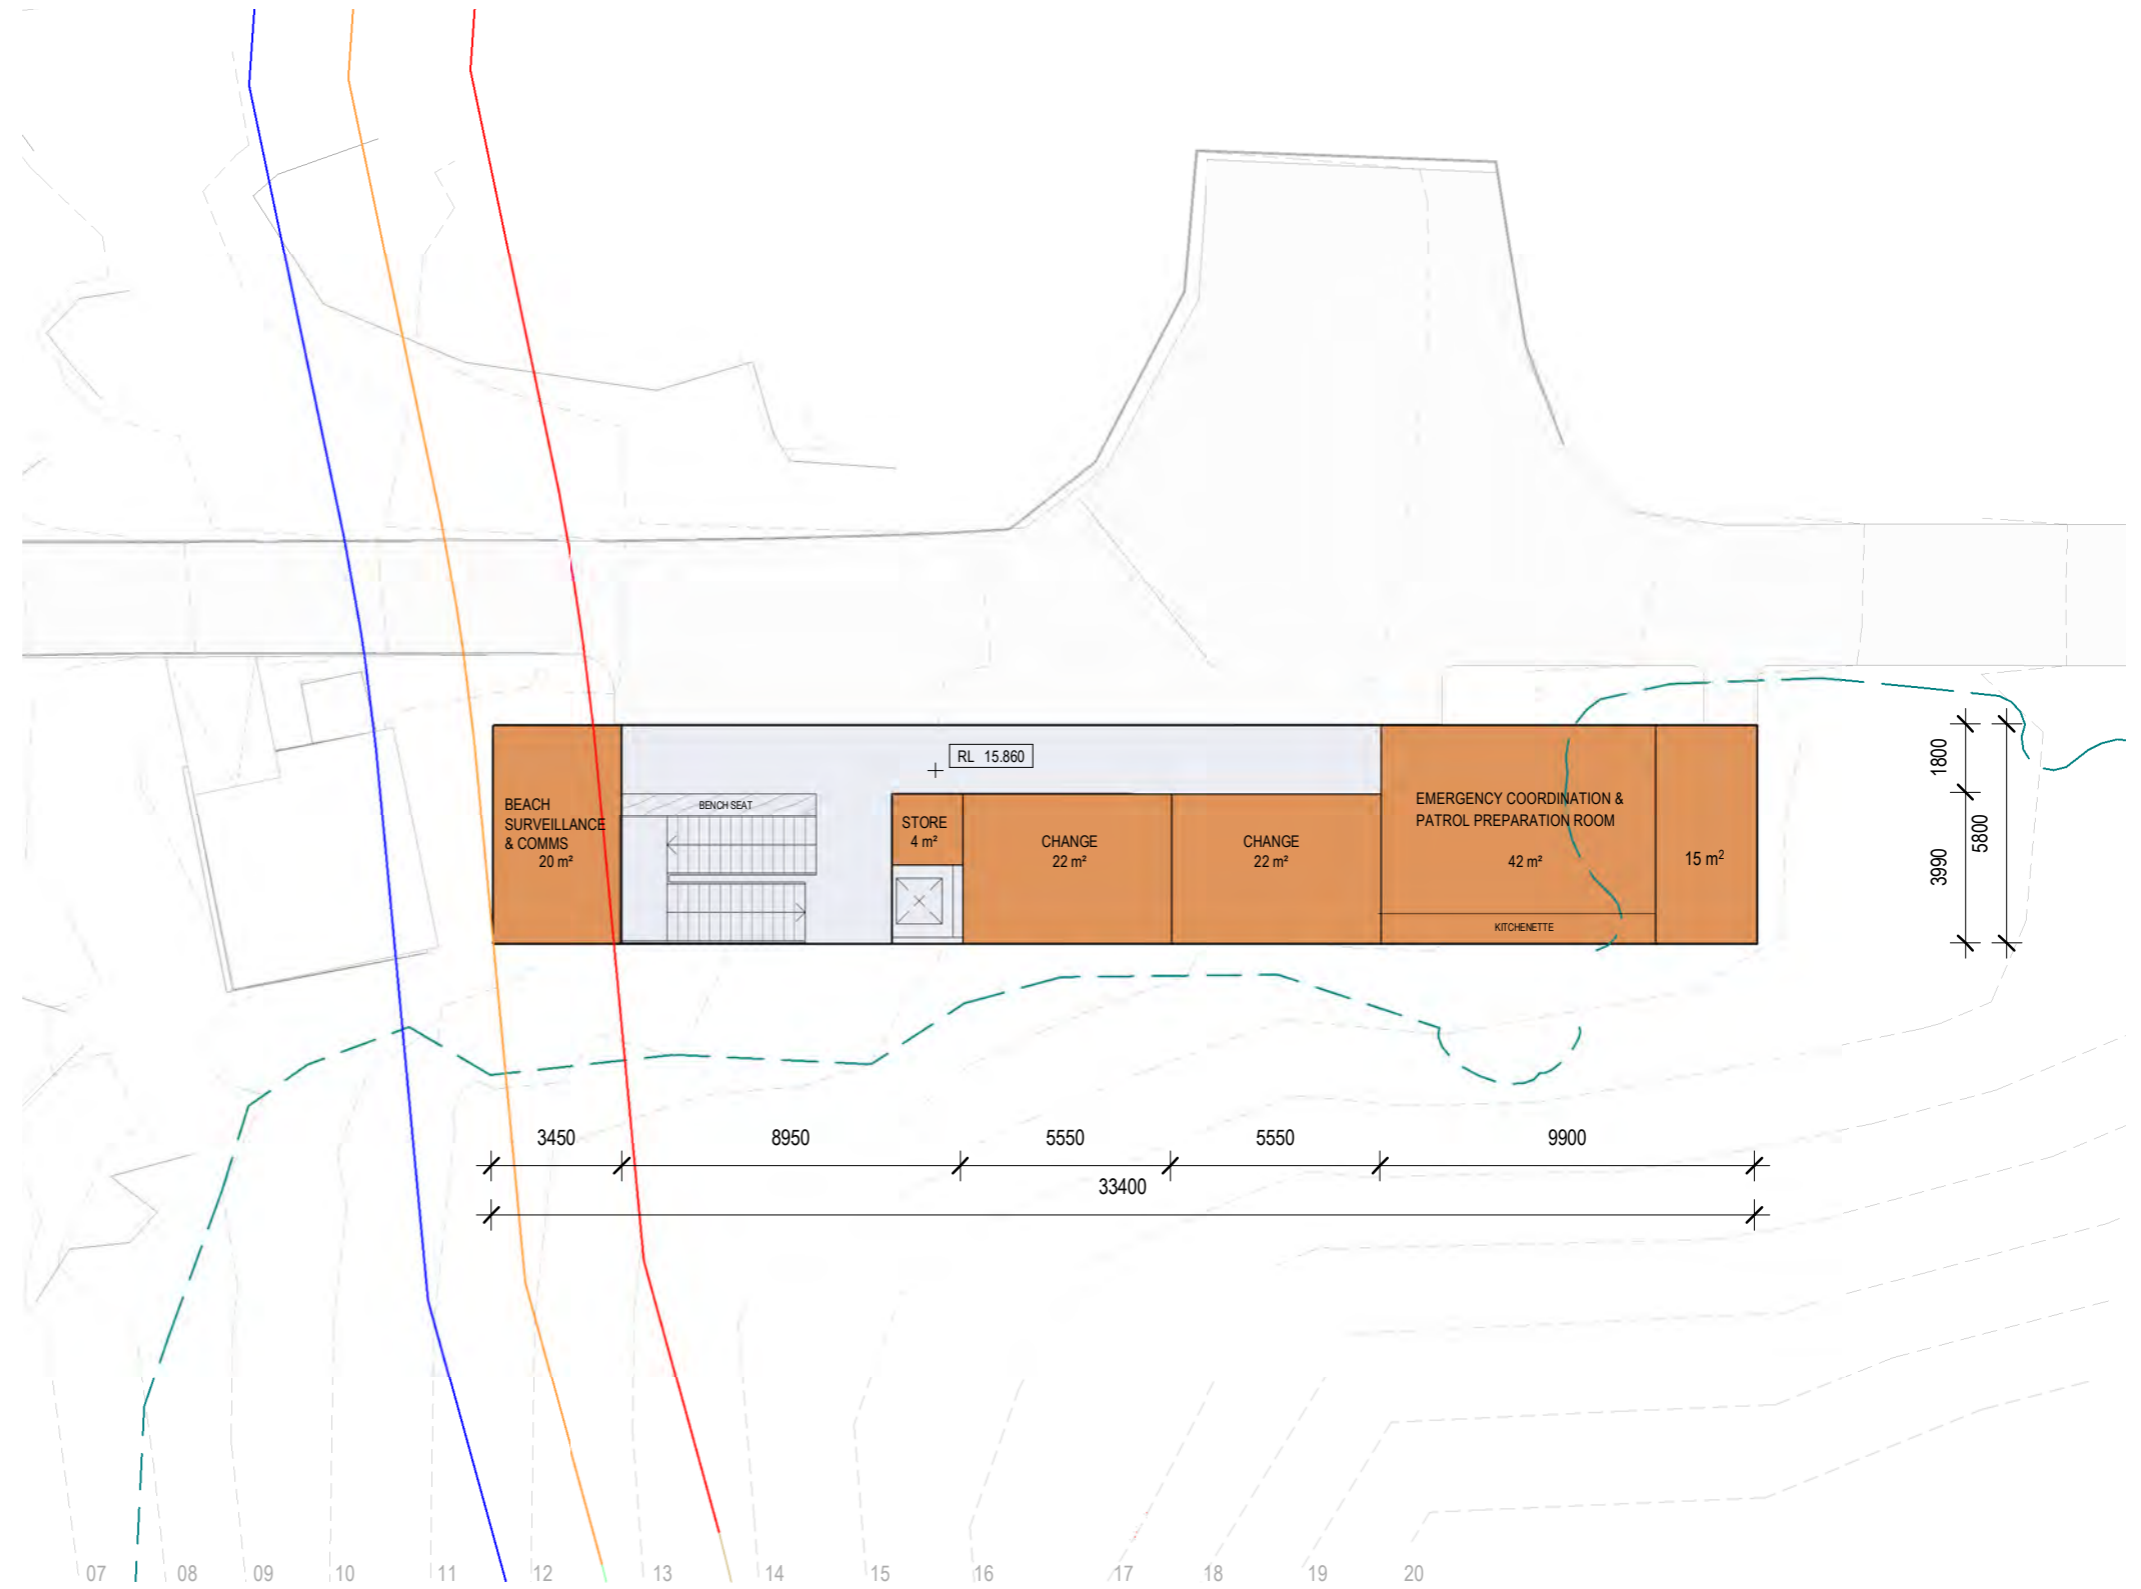 RL 15.860
BEACH
SURVEILLANCE
& COMMS
20 m²
BENCH SEAT
STORE
4 m²
CHANGE
22 m²
CHANGE
22 m²
EMERGENCY COORDINATION &
PATROL PREPARATION ROOM
42 m²
KITCHENETTE
15 m²
1800
3990
5800
3450
8950
5550
5550
9900
33400
07
08
09
10
11
12
13
14
15
16
17
18
19
20